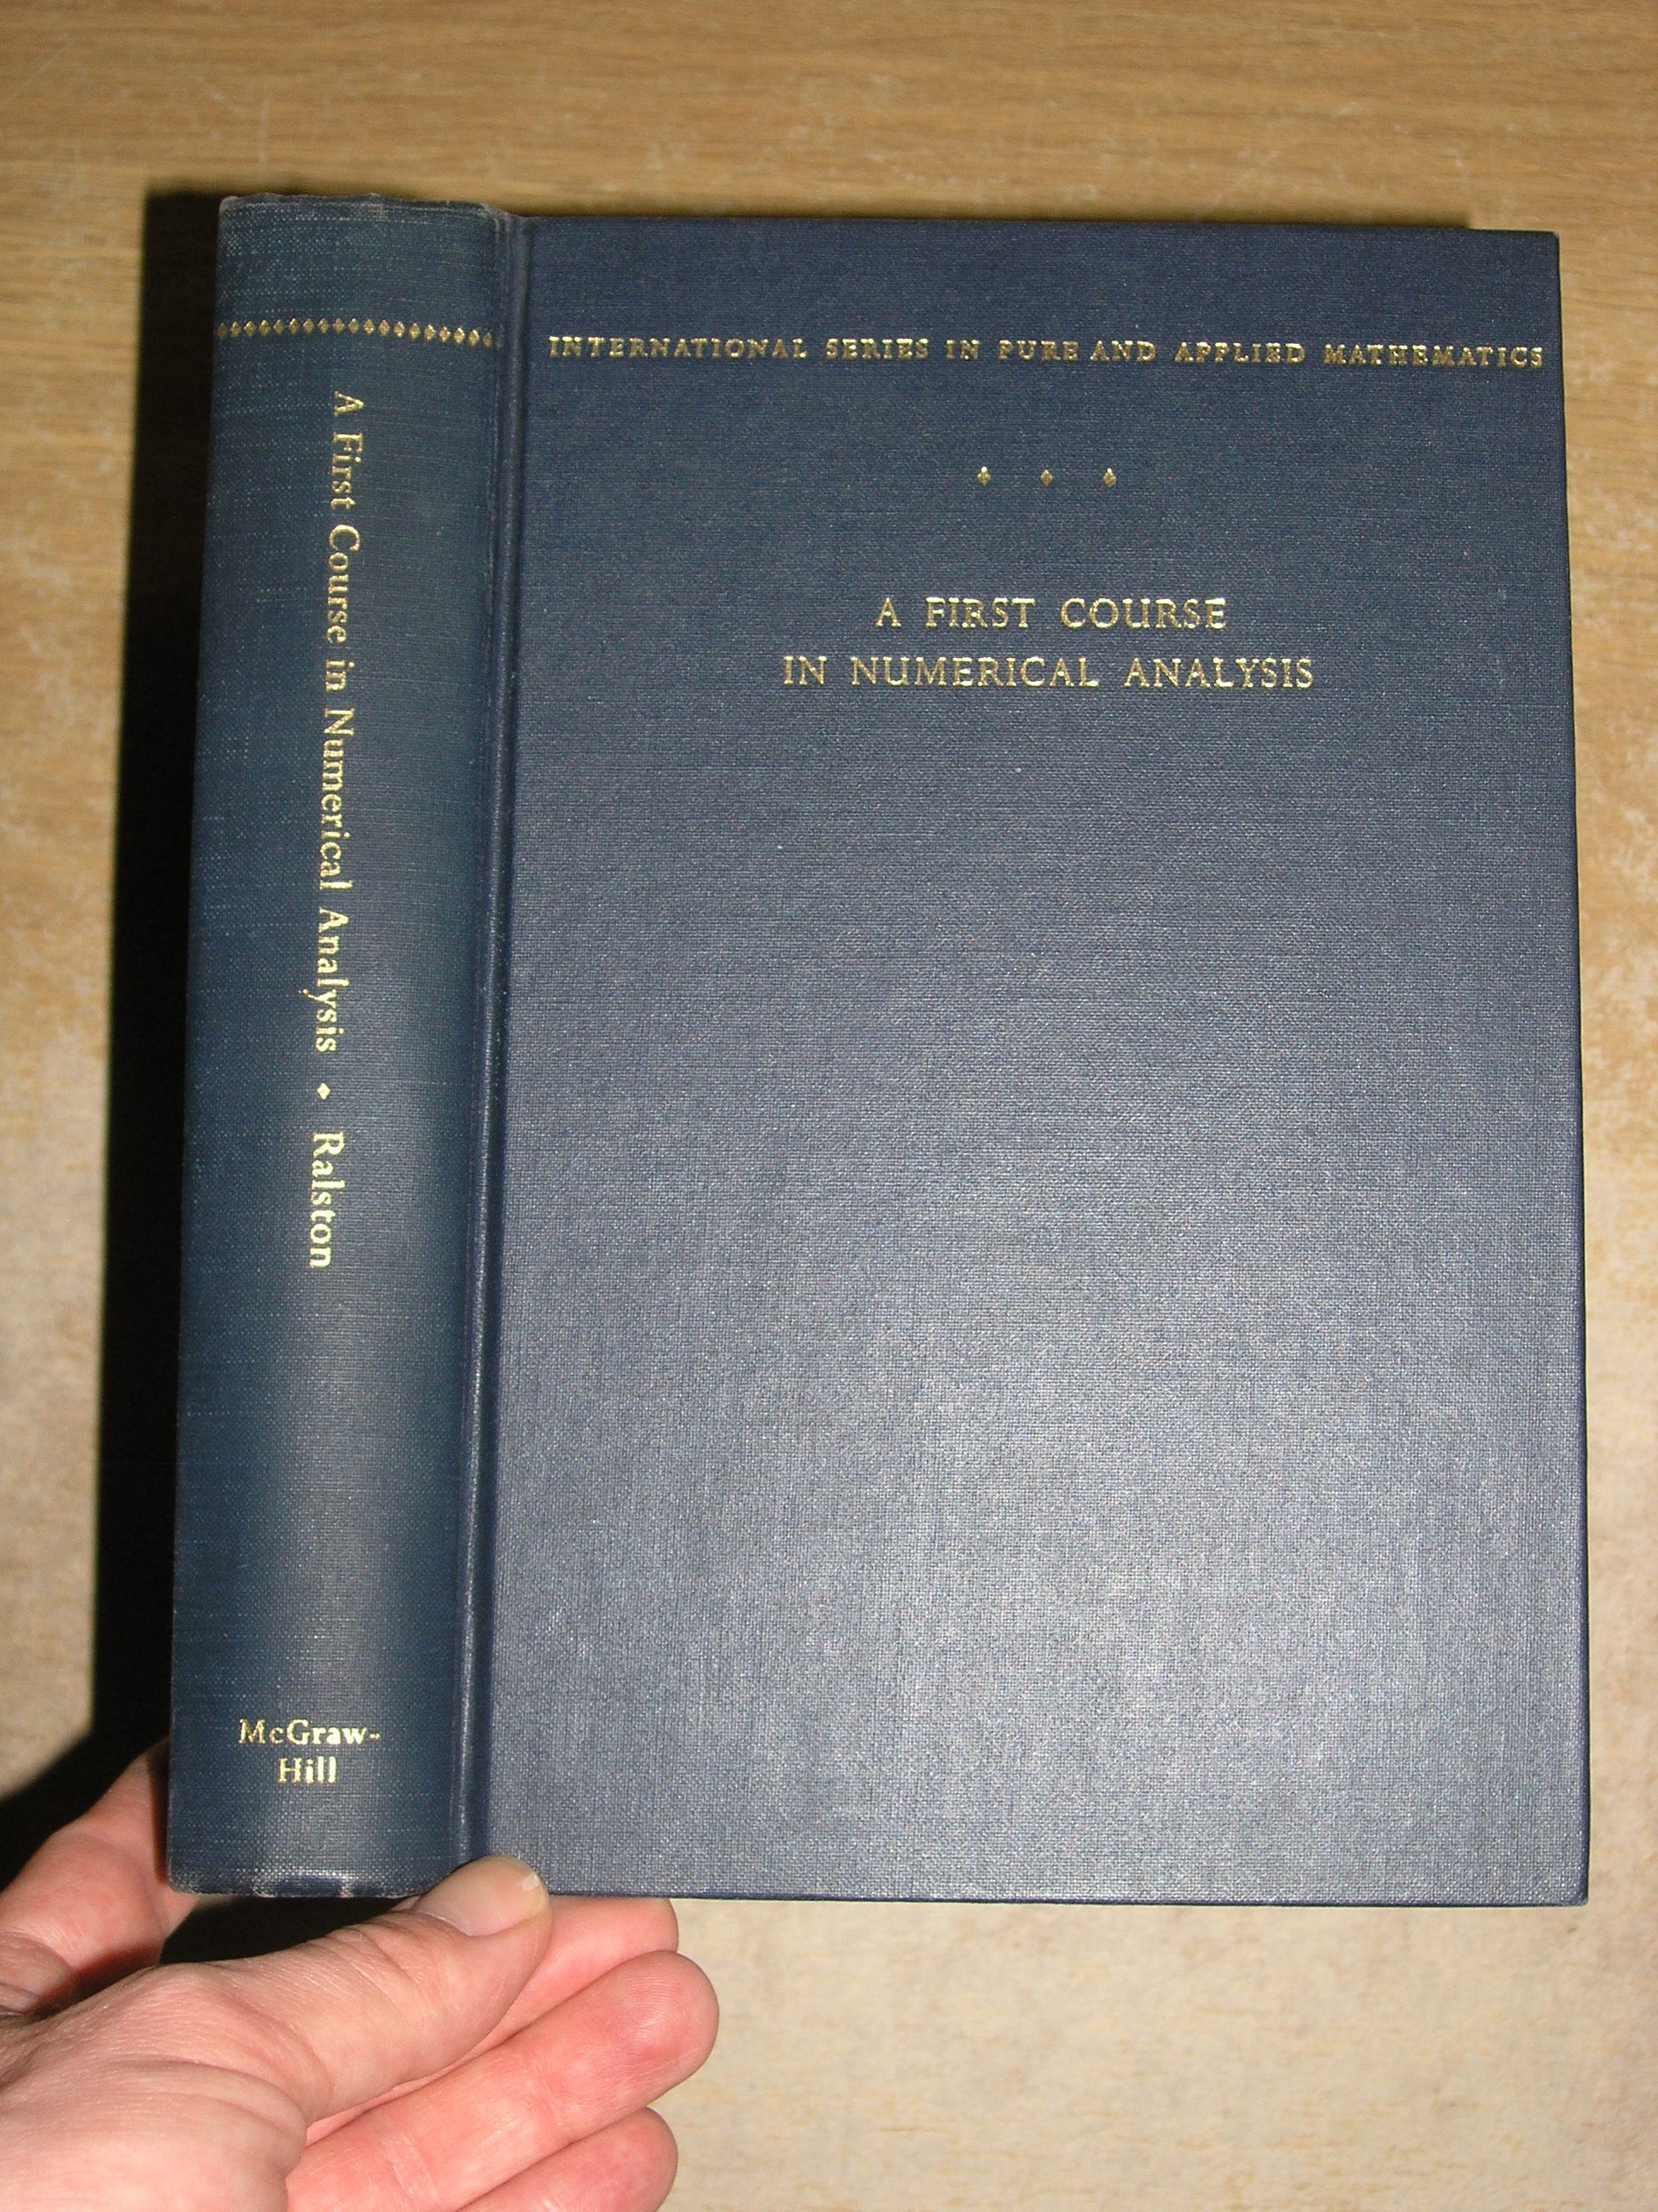 A First Course in Numerical Analysis ♦ Ralston
McGraw-
Hill
INTERNATIONAL SERIES IN PURE AND APPLIED MATHEMATICS
A FIRST COURSE
IN NUMERICAL ANALYSIS